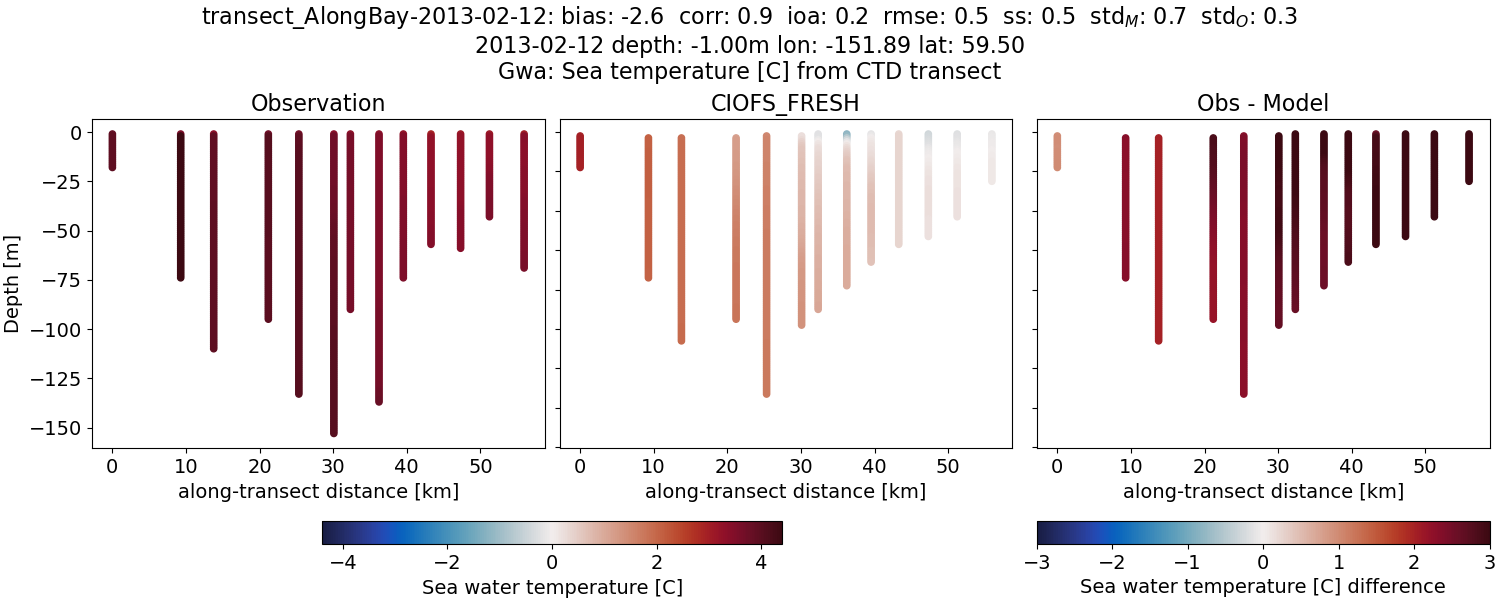 transect_AlongBay-2013-02-12: bias: -2.6  corr: 0.9  ioa: 0.2  rmse: 0.5  ss: 0.5  std_M: 0.7  std_O: 0.3
2013-02-12 depth: -1.00m lon: -151.89 lat: 59.50
Gwa: Sea temperature [C] from CTD transect
Observation
CIOFS_FRESH
Obs - Model
Depth [m]
0
−25
−50
−75
−100
−125
−150
0 10 20 30 40 50
0 10 20 30 40 50
0 10 20 30 40 50
along-transect distance [km]
along-transect distance [km]
along-transect distance [km]
−4 −2 0 2 4
Sea water temperature [C]
−3 −2 −1 0 1 2 3
Sea water temperature [C] difference